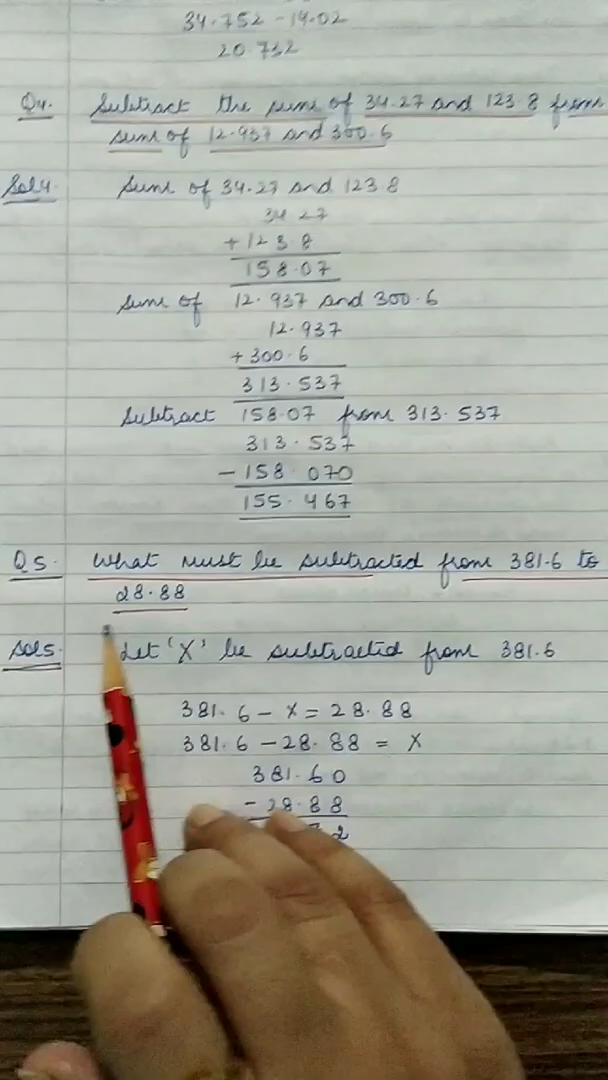 34.752 - 14.02
20.732
Q4. Subtract the sum of 34.27 and 123.8 from
sum of 12.937 and 300.6
Sol4. Sum of 34.27 and 123.8
34.27
+ 123.8
158.07
Sum of 12.937 and 300.6
12.937
+ 300.6
313.537
Subtract 158.07 from 313.537
313.537
- 158.070
155.467
Q5. What must be subtracted from 381.6 to
28.88
Sol5. Let 'X' be subtracted from 381.6
381.6 - X = 28.88
381.6 - 28.88 = X
381.60
- 28.88
2